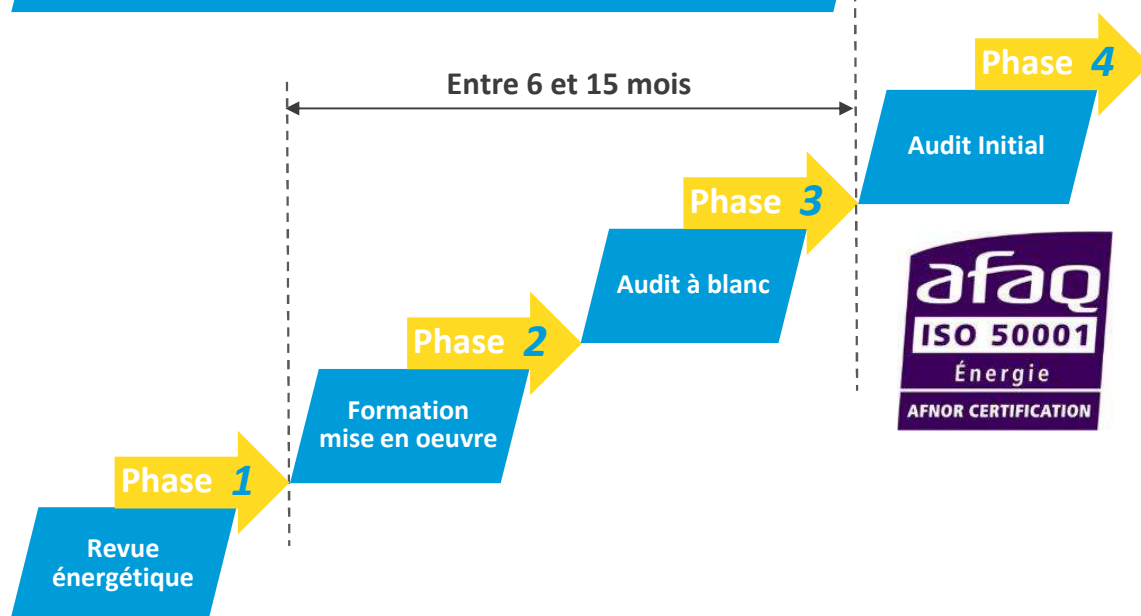 Phase 4
Entre 6 et 15 mois
Audit Initial
Phase 3
afaq
ISO 50001
Énergie
AFNOR CERTIFICATION
Audit à blanc
Phase 2
Formation
mise en oeuvre
Phase 1
Revue
énergétique